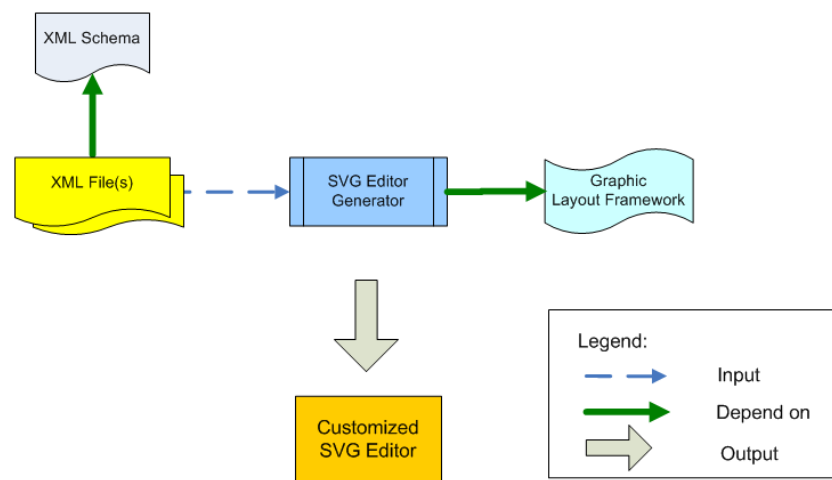 XML Schema
XML File(s)
SVG Editor
Generator
Graphic
Layout Framework
Customized
SVG Editor
Legend:
Input
Depend on
Output